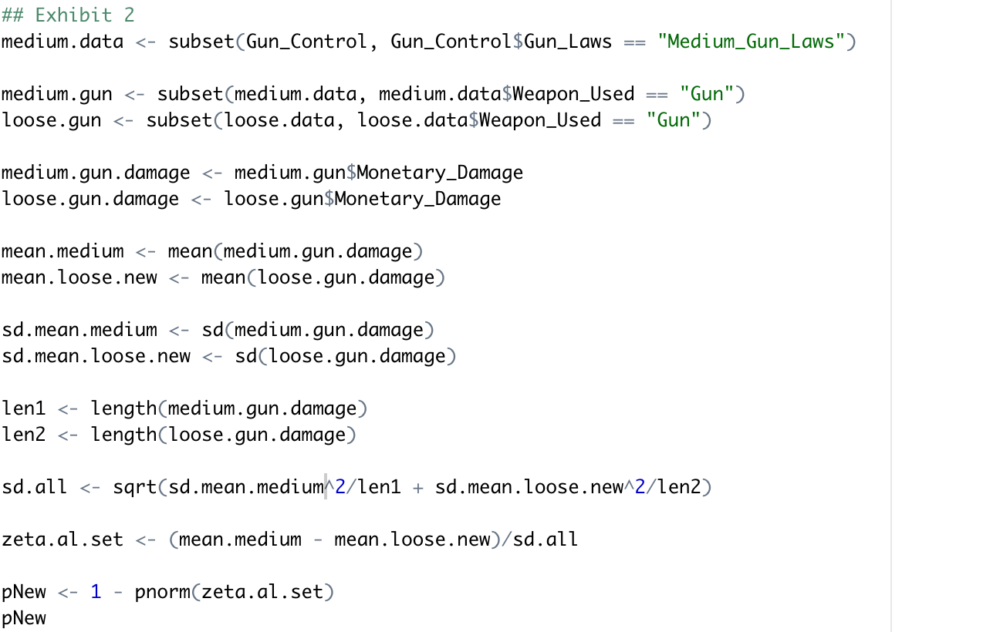 ## Exhibit 2
medium.data <- subset(Gun_Control, Gun_Control$Gun_Laws == "Medium_Gun_Laws")
medium.gun <- subset(medium.data, medium.data$Weapon_Used == "Gun")
loose.gun <- subset(loose.data, loose.data$Weapon_Used == "Gun")
medium.gun.damage <- medium.gun$Monetary_Damage
loose.gun.damage <- loose.gun$Monetary_Damage
mean.medium <- mean(medium.gun.damage)
mean.loose.new <- mean(loose.gun.damage)
sd.mean.medium <- sd(medium.gun.damage)
sd.mean.loose.new <- sd(loose.gun.damage)
len1 <- length(medium.gun.damage)
len2 <- length(loose.gun.damage)
sd.all <- sqrt(sd.mean.medium^2/len1 + sd.mean.loose.new^2/len2)
zeta.al.set <- (mean.medium - mean.loose.new)/sd.all
pNew <- 1 - pnorm(zeta.al.set)
pNew